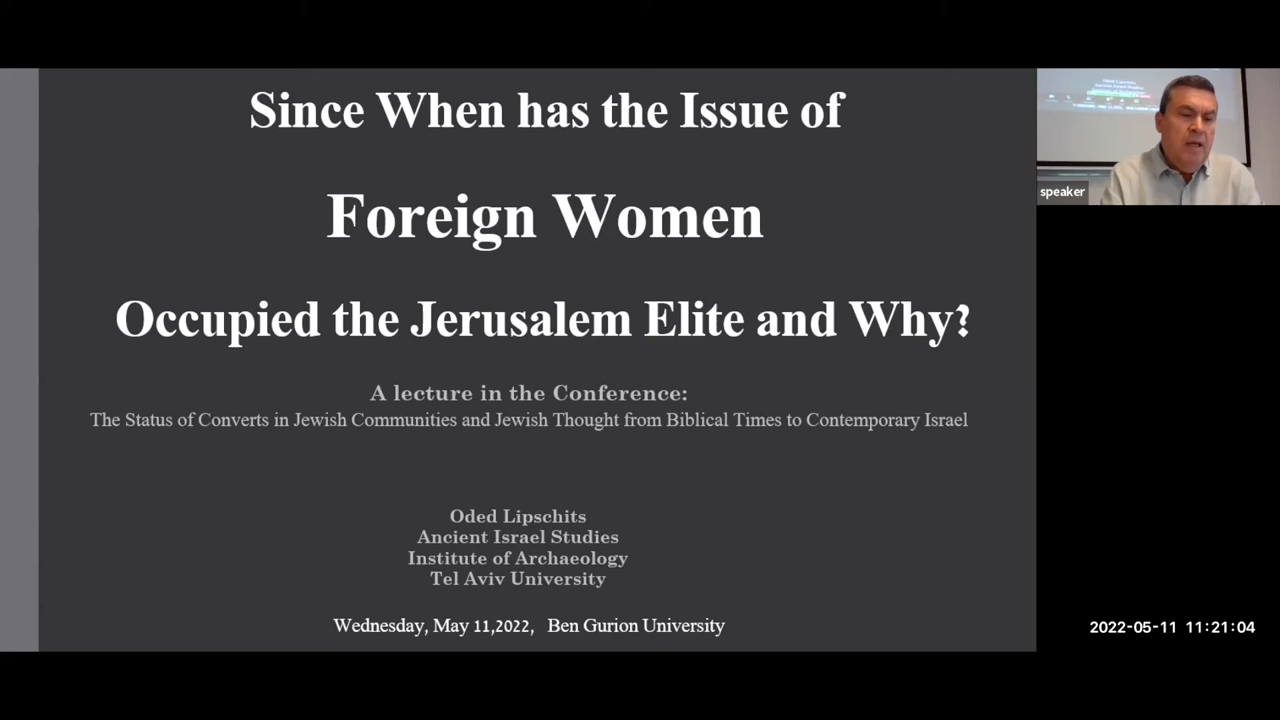 Since When has the Issue of
Foreign Women
Occupied the Jerusalem Elite and Why?
A lecture in the Conference:
The Status of Converts in Jewish Communities and Jewish Thought from Biblical Times to Contemporary Israel
Oded Lipschits
Ancient Israel Studies
Institute of Archaeology
Tel Aviv University
Wednesday, May 11,2022, Ben Gurion University
speaker
2022-05-11 11:21:04